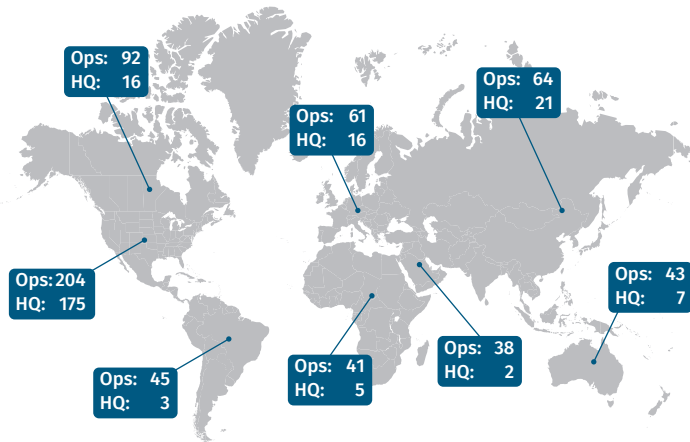 Ops: 92
HQ: 16
Ops: 64
HQ: 21
Ops: 61
HQ: 16
Ops: 204
HQ: 175
Ops: 43
HQ: 7
Ops: 38
HQ: 2
Ops: 41
HQ: 5
Ops: 45
HQ: 3